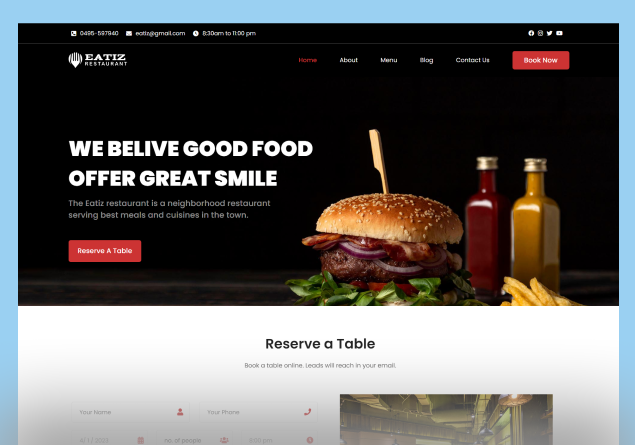 0495-597940 eatiz@gmail.com 8:30am to 11:00 pm
EATIZ
RESTAURANT
Home About Menu Blog Contact Us Book Now
WE BELIVE GOOD FOOD
OFFER GREAT SMILE
The Eatiz restaurant is a neighborhood restaurant
serving best meals and cuisines in the town.
Reserve A Table
Reserve a Table
Book a table online. Leads will reach in your email.
Your Name Your Phone
no. of people